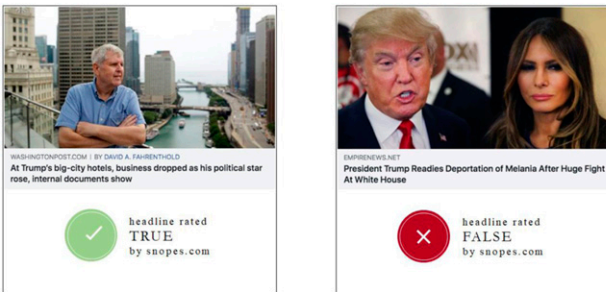 WASHINGTONPOST.COM | BY DAVID A. FAHRENTHOLD
At Trump's big-city hotels, business dropped as his political star
rose, internal documents show
headline rated
TRUE
by snopes.com
EMPIRENEWS.NET
President Trump Readies Deportation of Melania After Huge Fight
At White House
headline rated
FALSE
by snopes.com